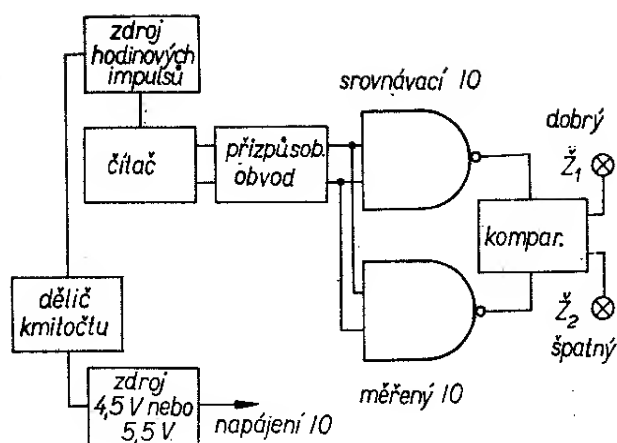 zdroj
hodinových
impulsů
srovnávací IO
dobrý
Ž1
čítač
přizpůsob.
obvod
kompar.
dělič
kmitočtu
Ž2
špatný
zdroj
4,5 V nebo
5,5 V
napájení IO
měřený IO